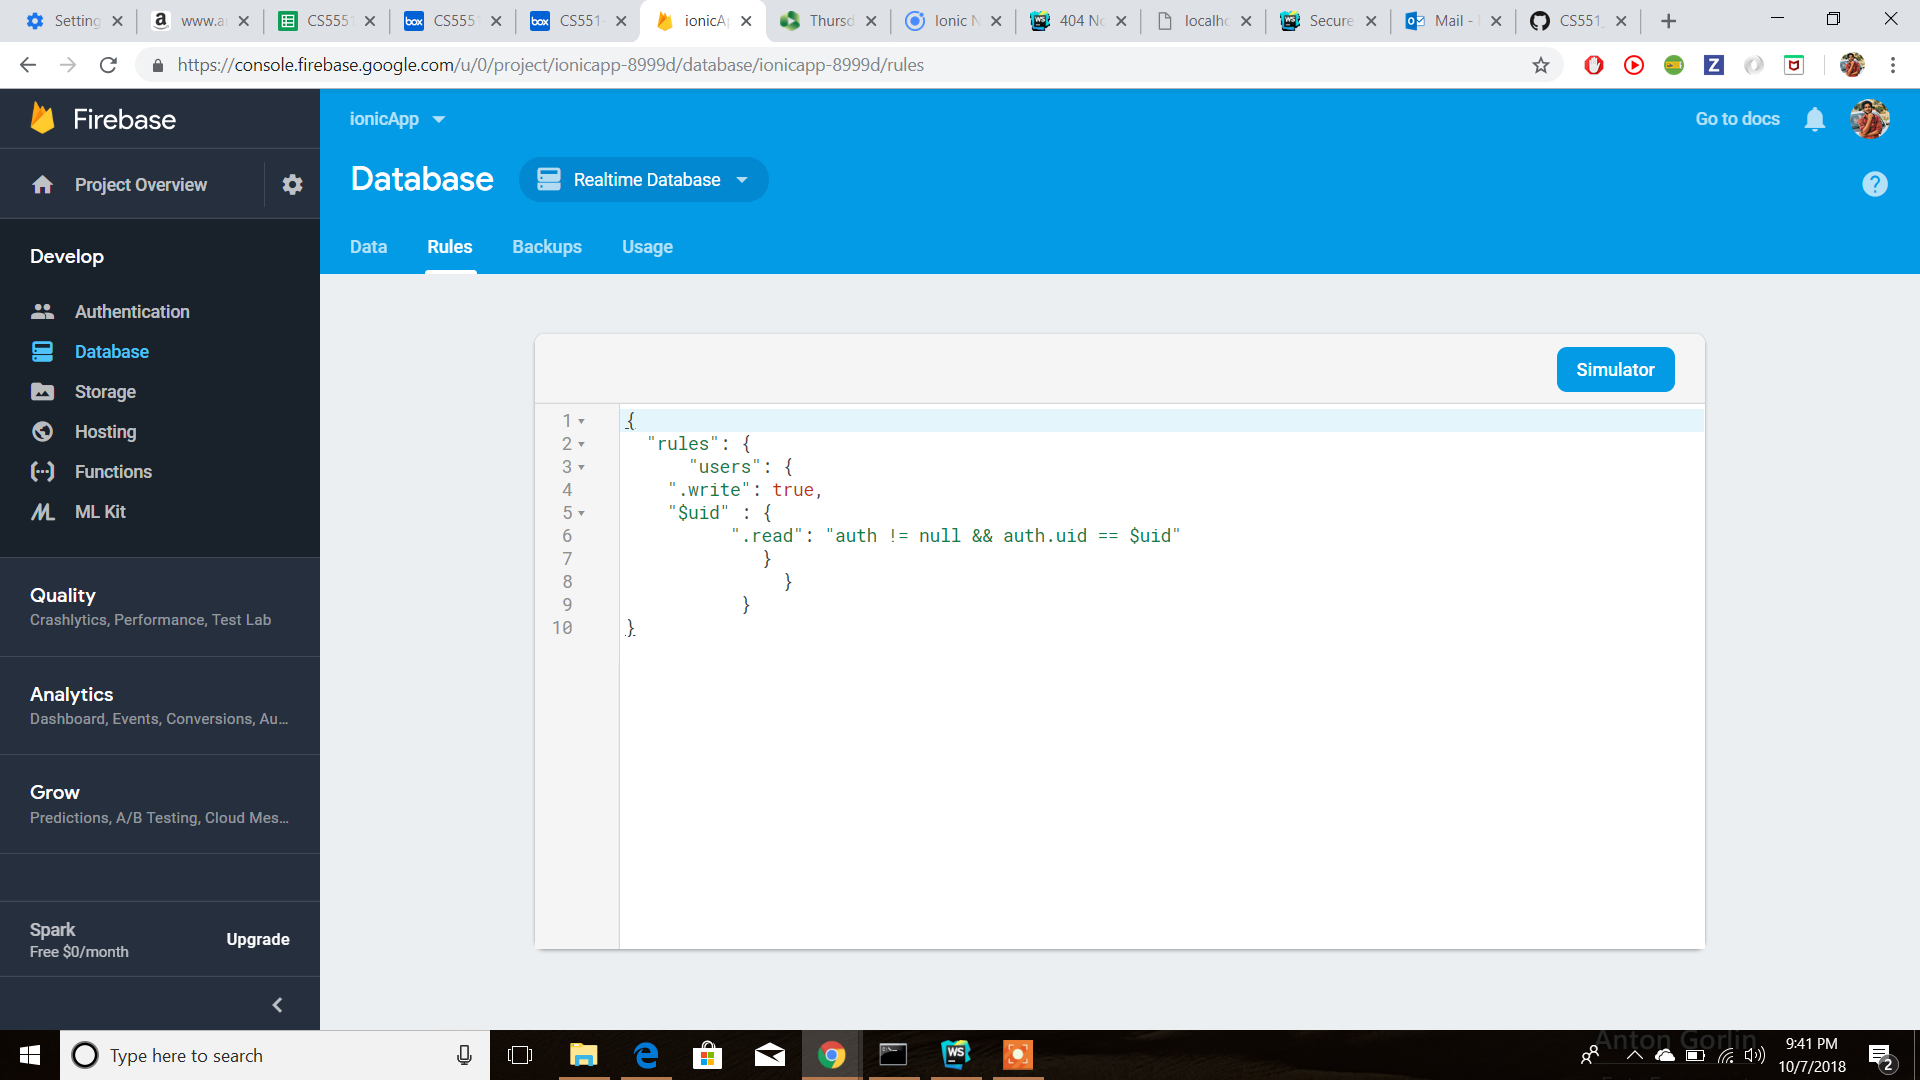 Setting
www.a
CS555
CS555
CS551-
ionicA
Thursd
Ionic N
404 No
localho
Secure
Mail -
CS551_
https://console.firebase.google.com/u/0/project/ionicapp-8999d/database/ionicapp-8999d/rules
Firebase
ionicApp
Go to docs
Project Overview
Database
Realtime Database
Data
Rules
Backups
Usage
Develop
Authentication
Database
Storage
Hosting
Functions
ML Kit
Quality
Crashlytics, Performance, Test Lab
Analytics
Dashboard, Events, Conversions, Au...
Grow
Predictions, A/B Testing, Cloud Mes...
Spark
Free $0/month
Upgrade
Simulator
1 {
2 "rules": {
3 "users": {
4 ".write": true,
5 "$uid" : {
6 ".read": "auth != null && auth.uid == $uid"
7 }
8 }
9 }
10 }
Type here to search
Anton Gorlin
9:41 PM
10/7/2018
2